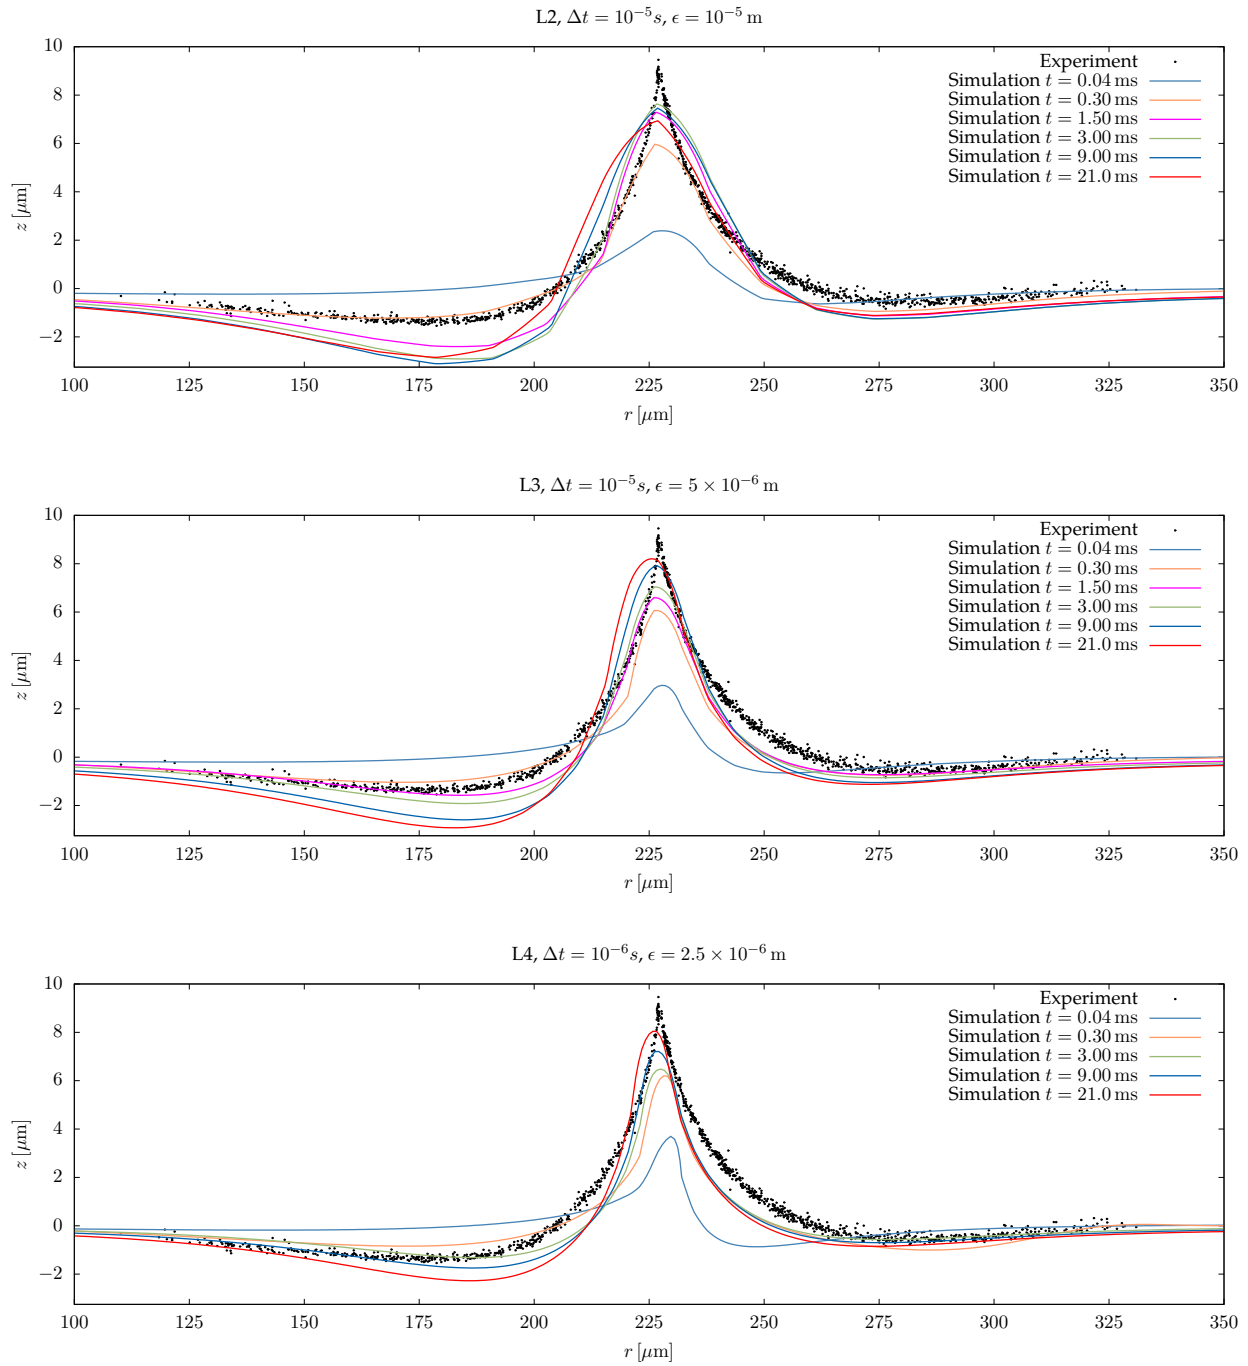 L2, Δt = 10⁻⁵s, ϵ = 10⁻⁵ m
10
8
6
4
2
0
−2
z [μm]
Experiment
Simulation t = 0.04 ms
Simulation t = 0.30 ms
Simulation t = 1.50 ms
Simulation t = 3.00 ms
Simulation t = 9.00 ms
Simulation t = 21.0 ms
100 125 150 175 200 225 250 275 300 325 350
r [μm]
L3, Δt = 10⁻⁵s, ϵ = 5 × 10⁻⁶ m
10
8
6
4
2
0
−2
z [μm]
Experiment
Simulation t = 0.04 ms
Simulation t = 0.30 ms
Simulation t = 1.50 ms
Simulation t = 3.00 ms
Simulation t = 9.00 ms
Simulation t = 21.0 ms
100 125 150 175 200 225 250 275 300 325 350
r [μm]
L4, Δt = 10⁻⁶s, ϵ = 2.5 × 10⁻⁶ m
10
8
6
4
2
0
−2
z [μm]
Experiment
Simulation t = 0.04 ms
Simulation t = 0.30 ms
Simulation t = 3.00 ms
Simulation t = 9.00 ms
Simulation t = 21.0 ms
100 125 150 175 200 225 250 275 300 325 350
r [μm]